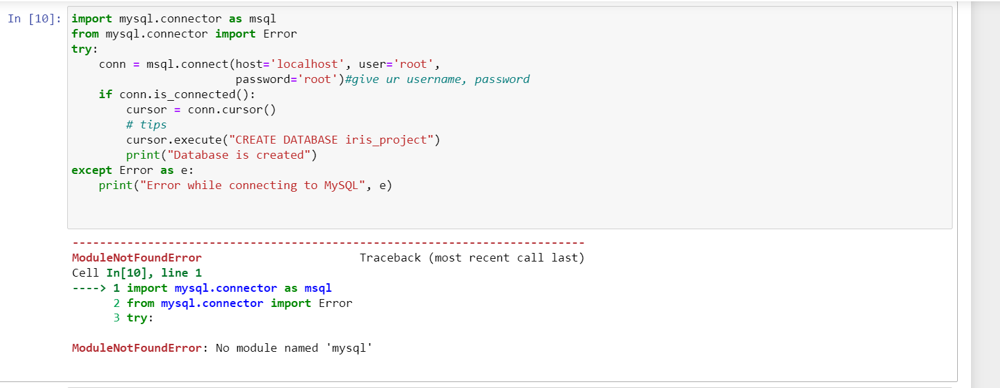 In [10]: import mysql.connector as msql
from mysql.connector import Error
try:
    conn = msql.connect(host='localhost', user='root',
                        password='root')#give ur username, password
    if conn.is_connected():
        cursor = conn.cursor()
        # tips
        cursor.execute("CREATE DATABASE iris_project")
        print("Database is created")
except Error as e:
    print("Error while connecting to MySQL", e)
---------------------------------------------------------------------------
ModuleNotFoundError                       Traceback (most recent call last)
Cell In[10], line 1
----> 1 import mysql.connector as msql
      2 from mysql.connector import Error
      3 try:
ModuleNotFoundError: No module named 'mysql'